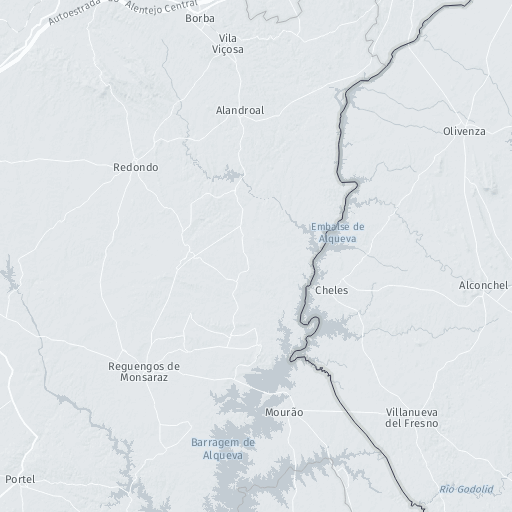 Autoestrada
Alentejo Central
Borba
Vila
Viçosa
Alandroal
Olivenza
Redondo
Embalse de
Alqueva
Cheles
Alconchel
Reguengos de
Monsaraz
Mourão
Villanueva
del Fresno
Barragem de
Alqueva
Portel
Río Godolid